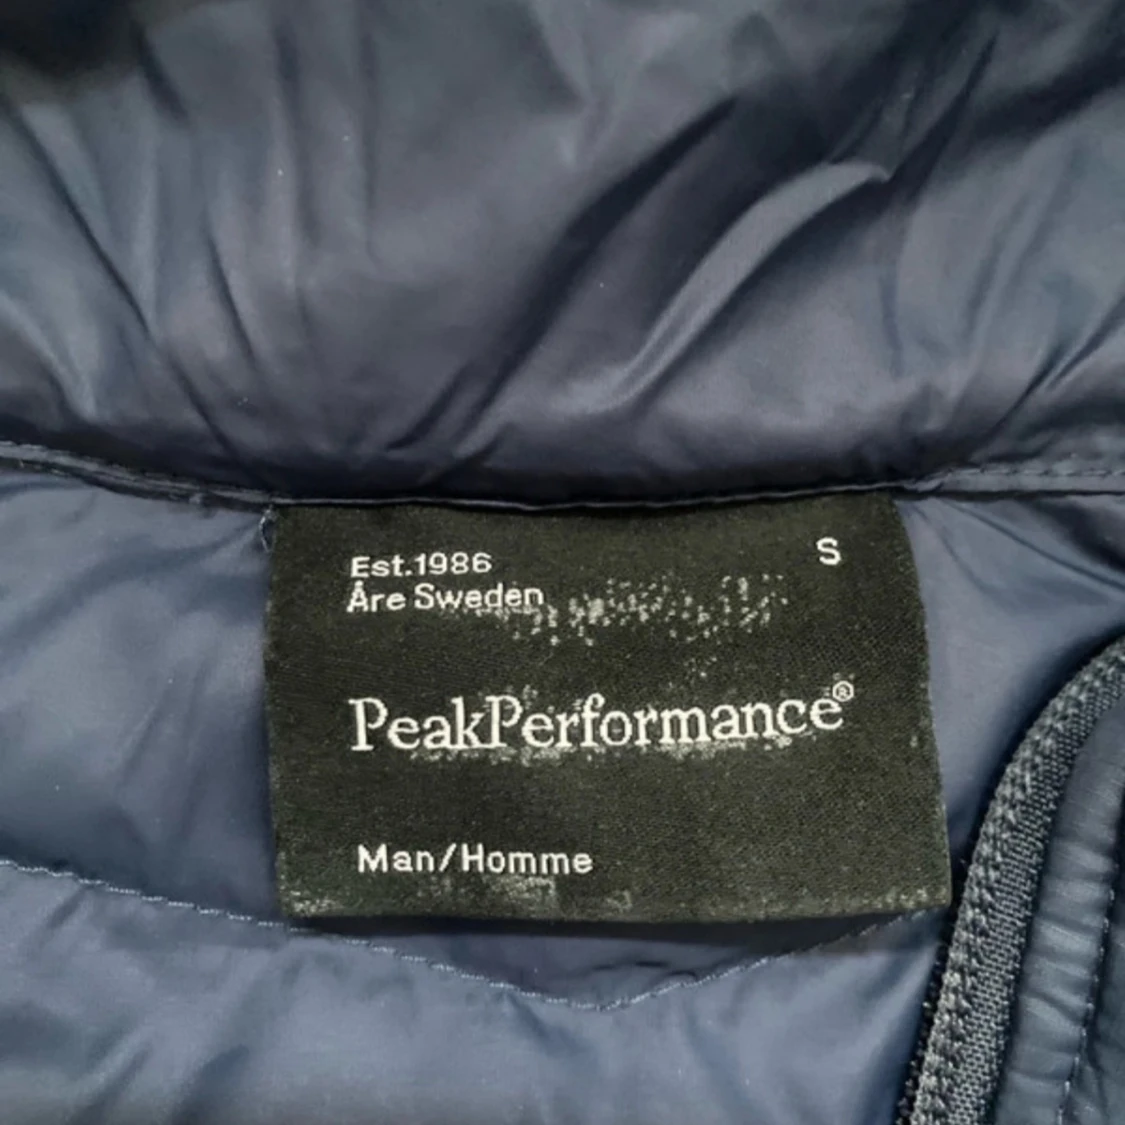 Est.1986 S
Åre Sweden
PeakPerformance®
Man/Homme